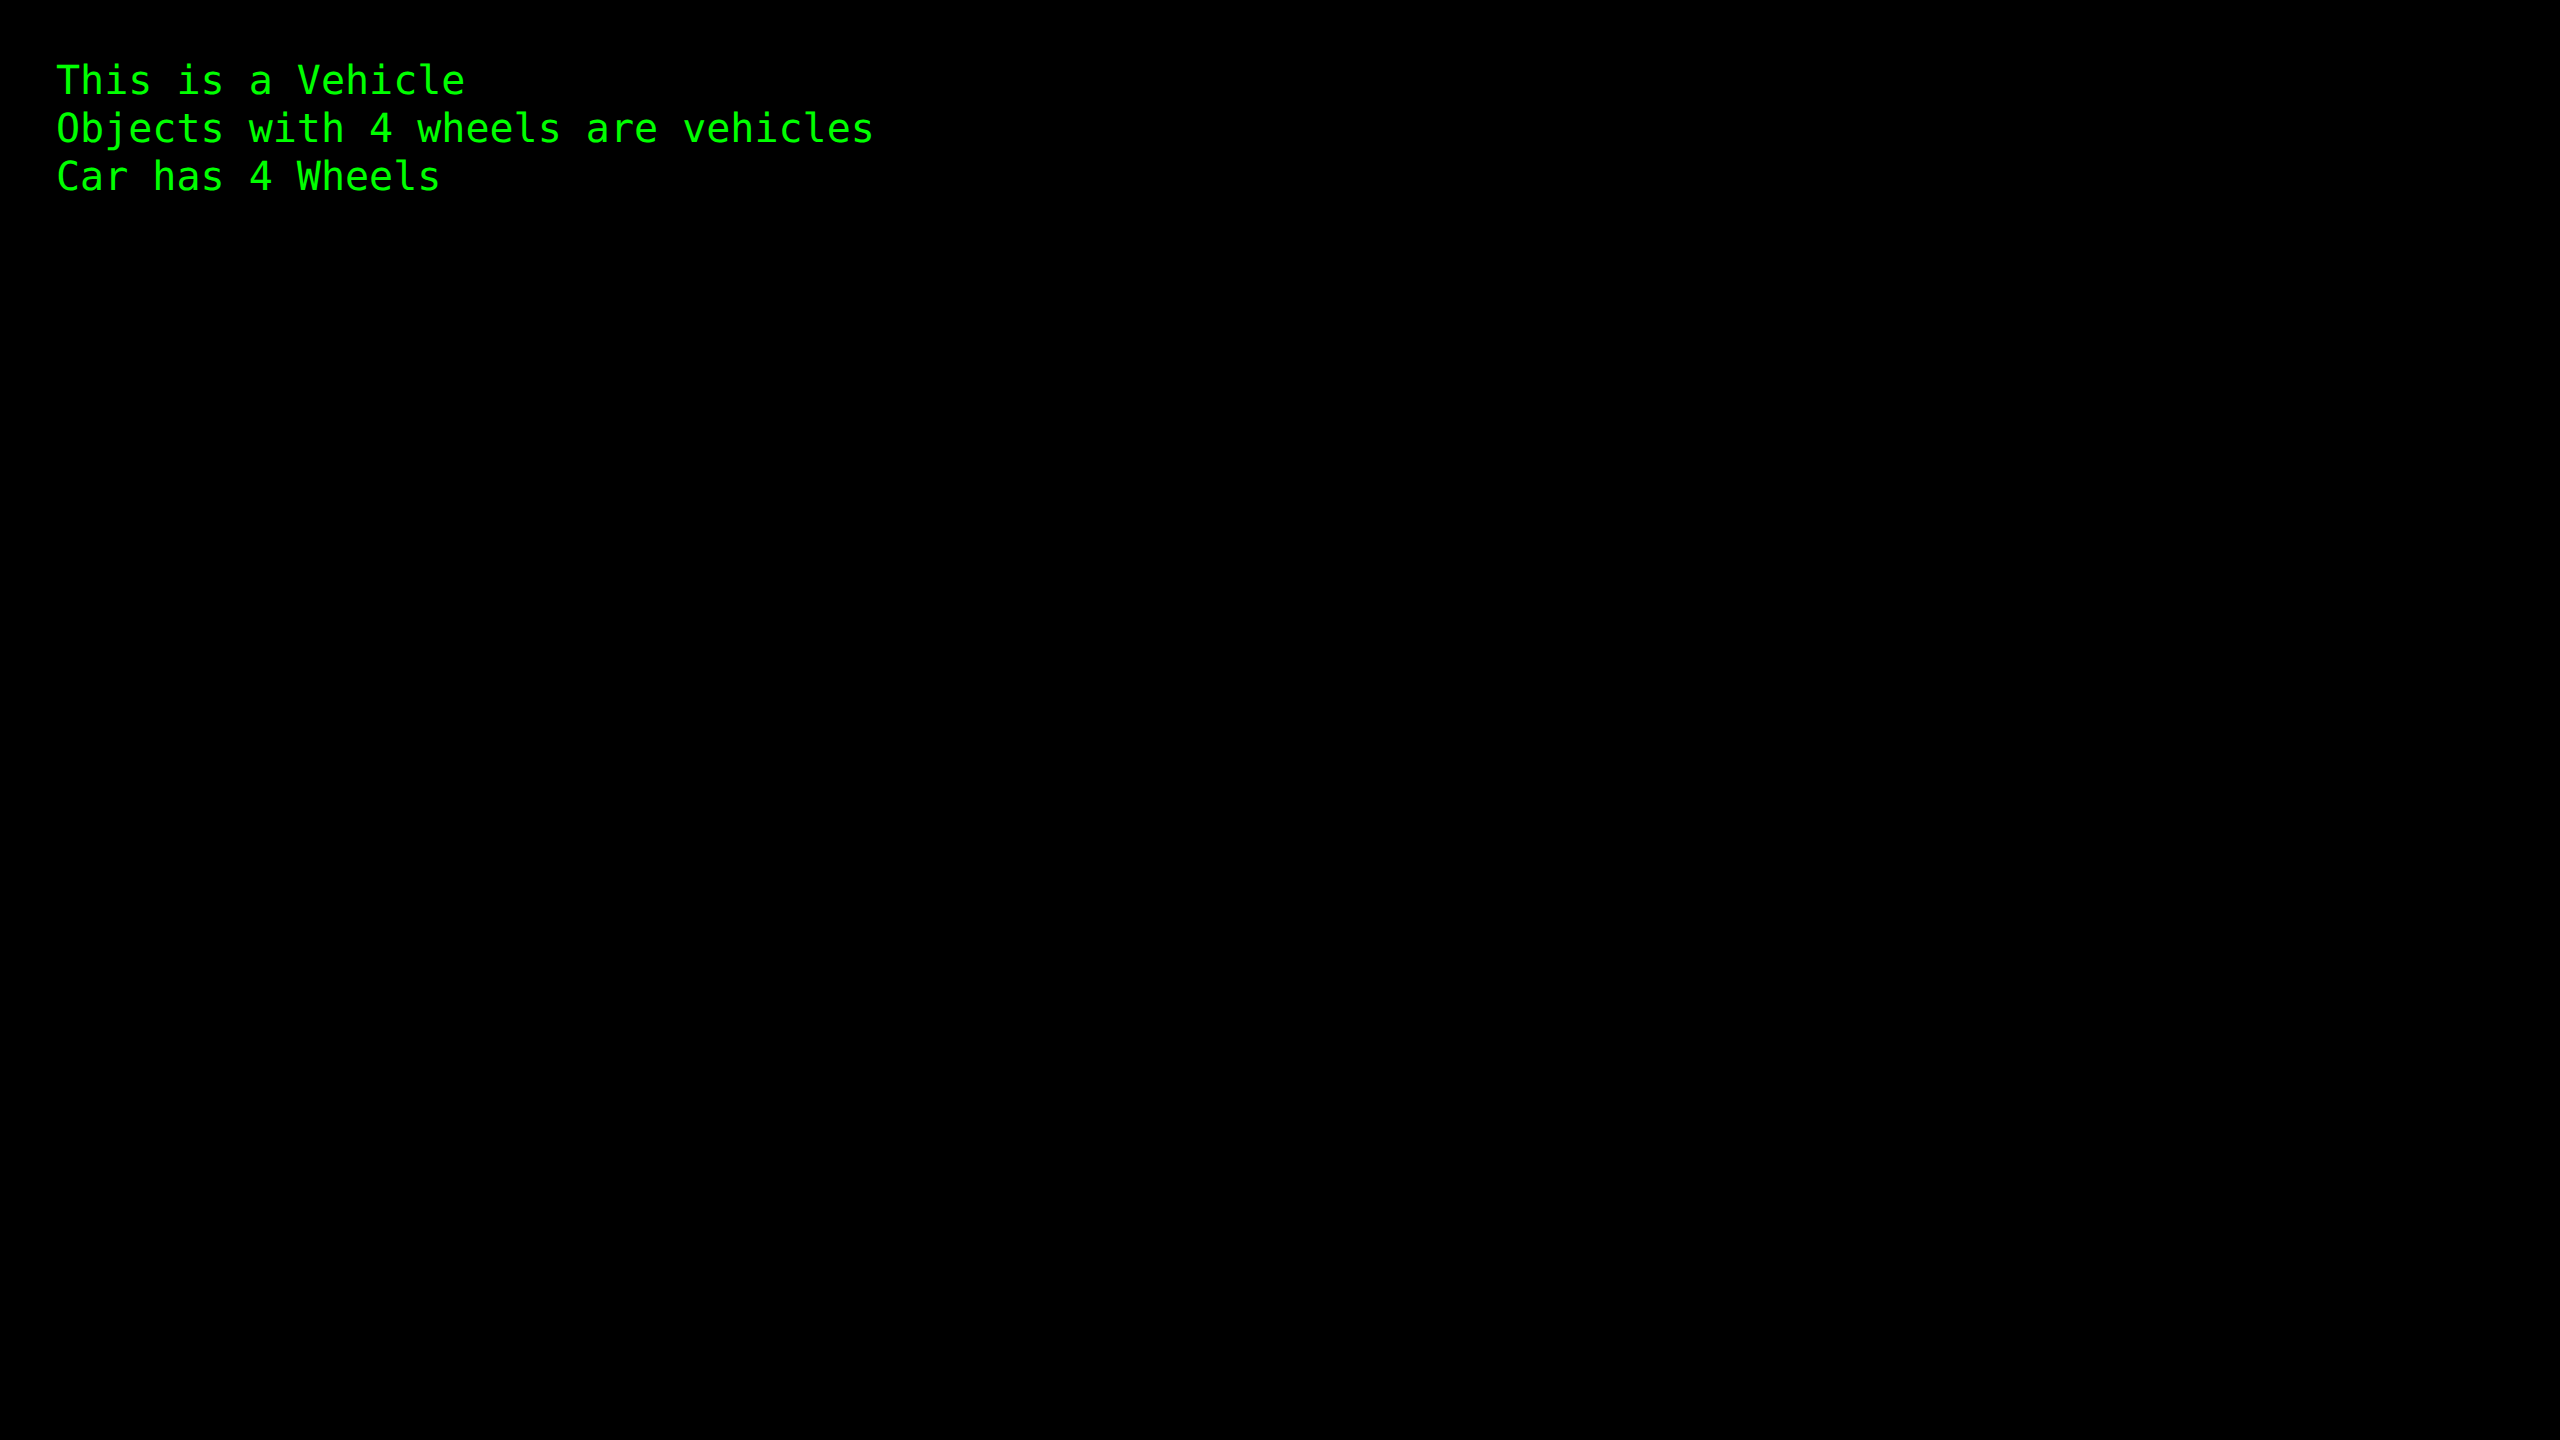 This is a Vehicle
Objects with 4 wheels are vehicles
Car has 4 Wheels